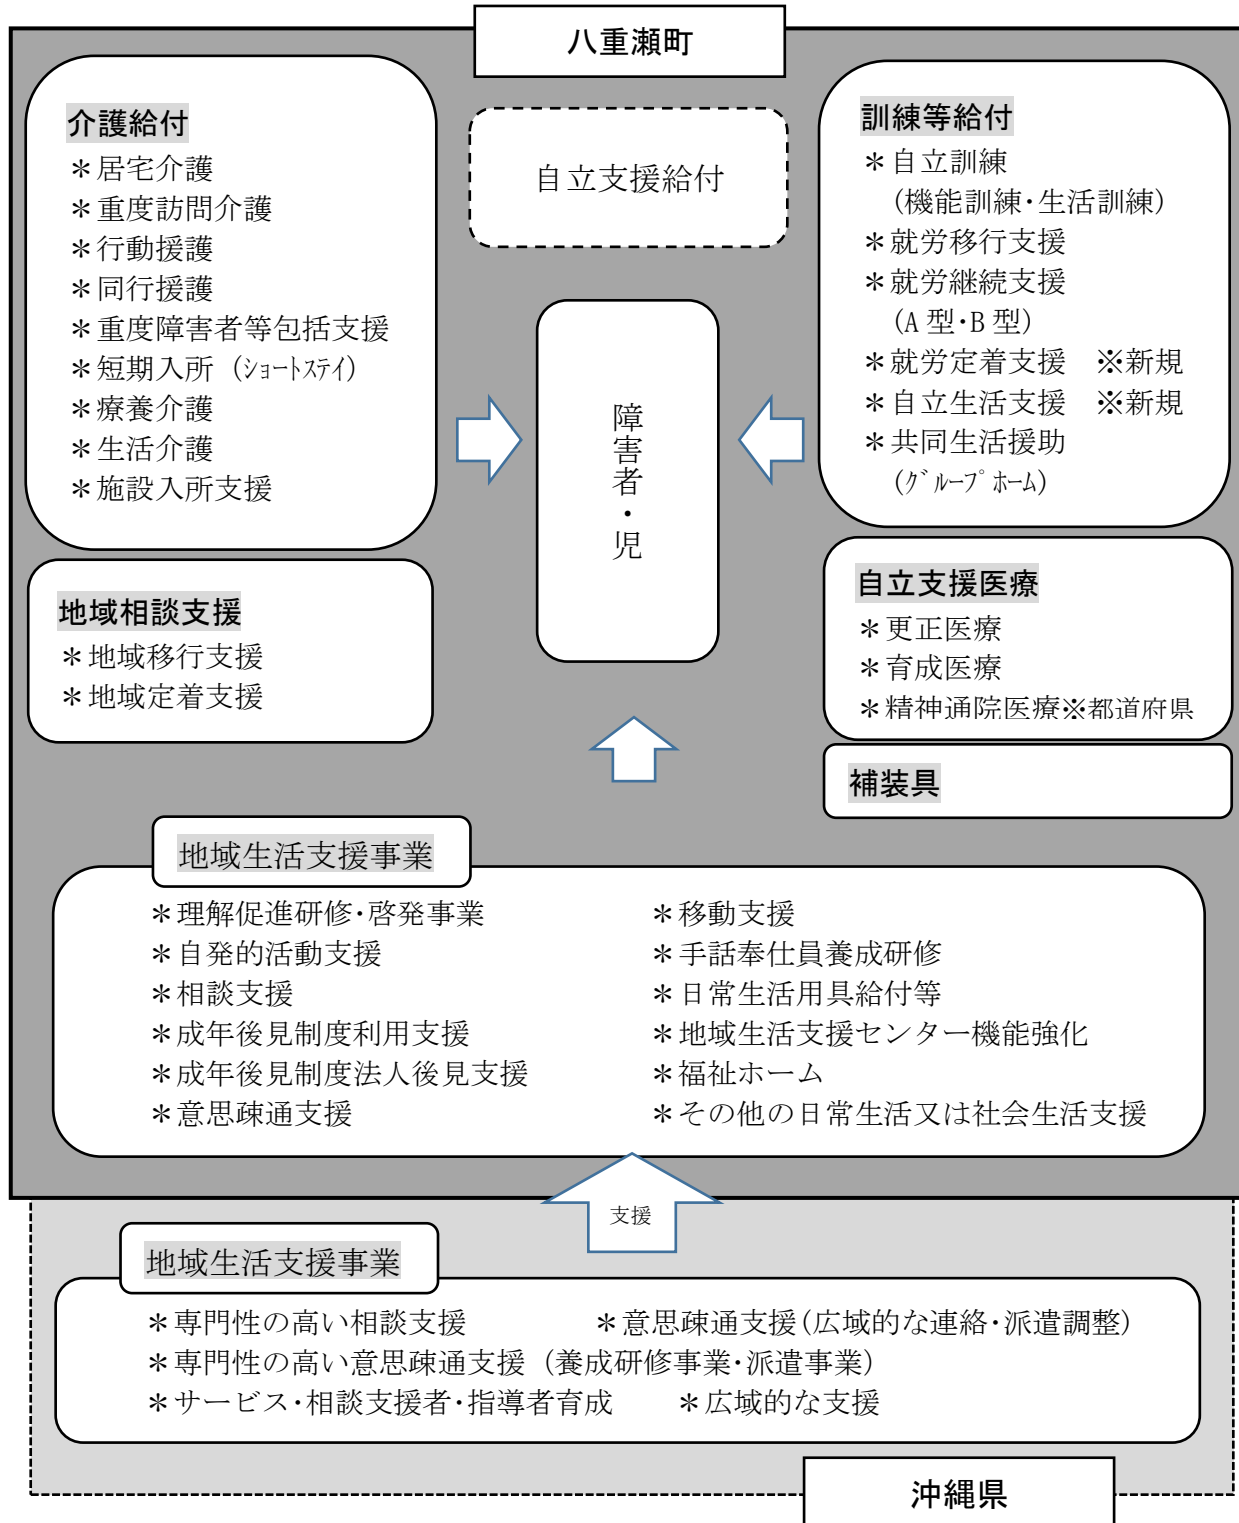 八重瀬町
介護給付
＊居宅介護
＊重度訪問介護
＊行動援護
＊同行援護
＊重度障害者等包括支援
＊短期入所（ｼｮｰﾄｽﾃｲ）
＊療養介護
＊生活介護
＊施設入所支援
自立支援給付
訓練等給付
＊自立訓練
（機能訓練・生活訓練）
＊就労移行支援
＊就労継続支援
（A 型・B 型）
＊就労定着支援　※新規
＊自立生活支援　※新規
＊共同生活援助
（ｸﾞﾙｰﾌﾟﾎｰﾑ）
障害者・児
地域相談支援
＊地域移行支援
＊地域定着支援
自立支援医療
＊更正医療
＊育成医療
＊精神通院医療※都道府県
補装具
地域生活支援事業
＊理解促進研修・啓発事業
＊自発的活動支援
＊相談支援
＊成年後見制度利用支援
＊成年後見制度法人後見支援
＊意思疎通支援
＊移動支援
＊手話奉仕員養成研修
＊日常生活用具給付等
＊地域生活支援センター機能強化
＊福祉ホーム
＊その他の日常生活又は社会生活支援
支援
地域生活支援事業
＊専門性の高い相談支援　＊意思疎通支援（広域的な連絡・派遣調整）
＊専門性の高い意思疎通支援（養成研修事業・派遣事業）
＊サービス・相談支援者・指導者育成　＊広域的な支援
沖縄県